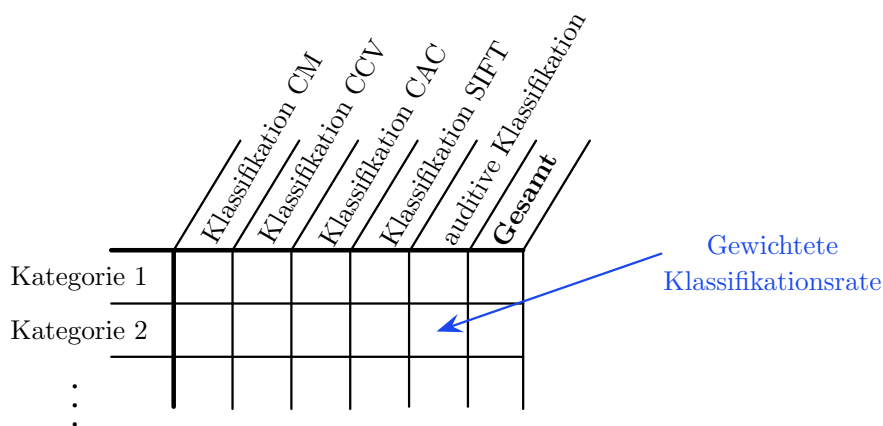 Klassifikation CM
Klassifikation CCV
Klassifikation CAC
Klassifikation SIFT
auditive Klassifikation
Gesamt
Kategorie 1
Kategorie 2
⋮
Gewichtete
Klassifikationsrate